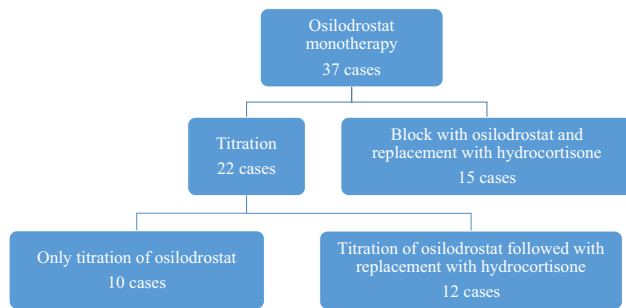 Osilodrostat
monotherapy
37 cases
Titration
22 cases
Block with osilodrostat and
replacement with hydrocortisone
15 cases
Only titration of osilodrostat
10 cases
Titration of osilodrostat followed with
replacement with hydrocortisone
12 cases